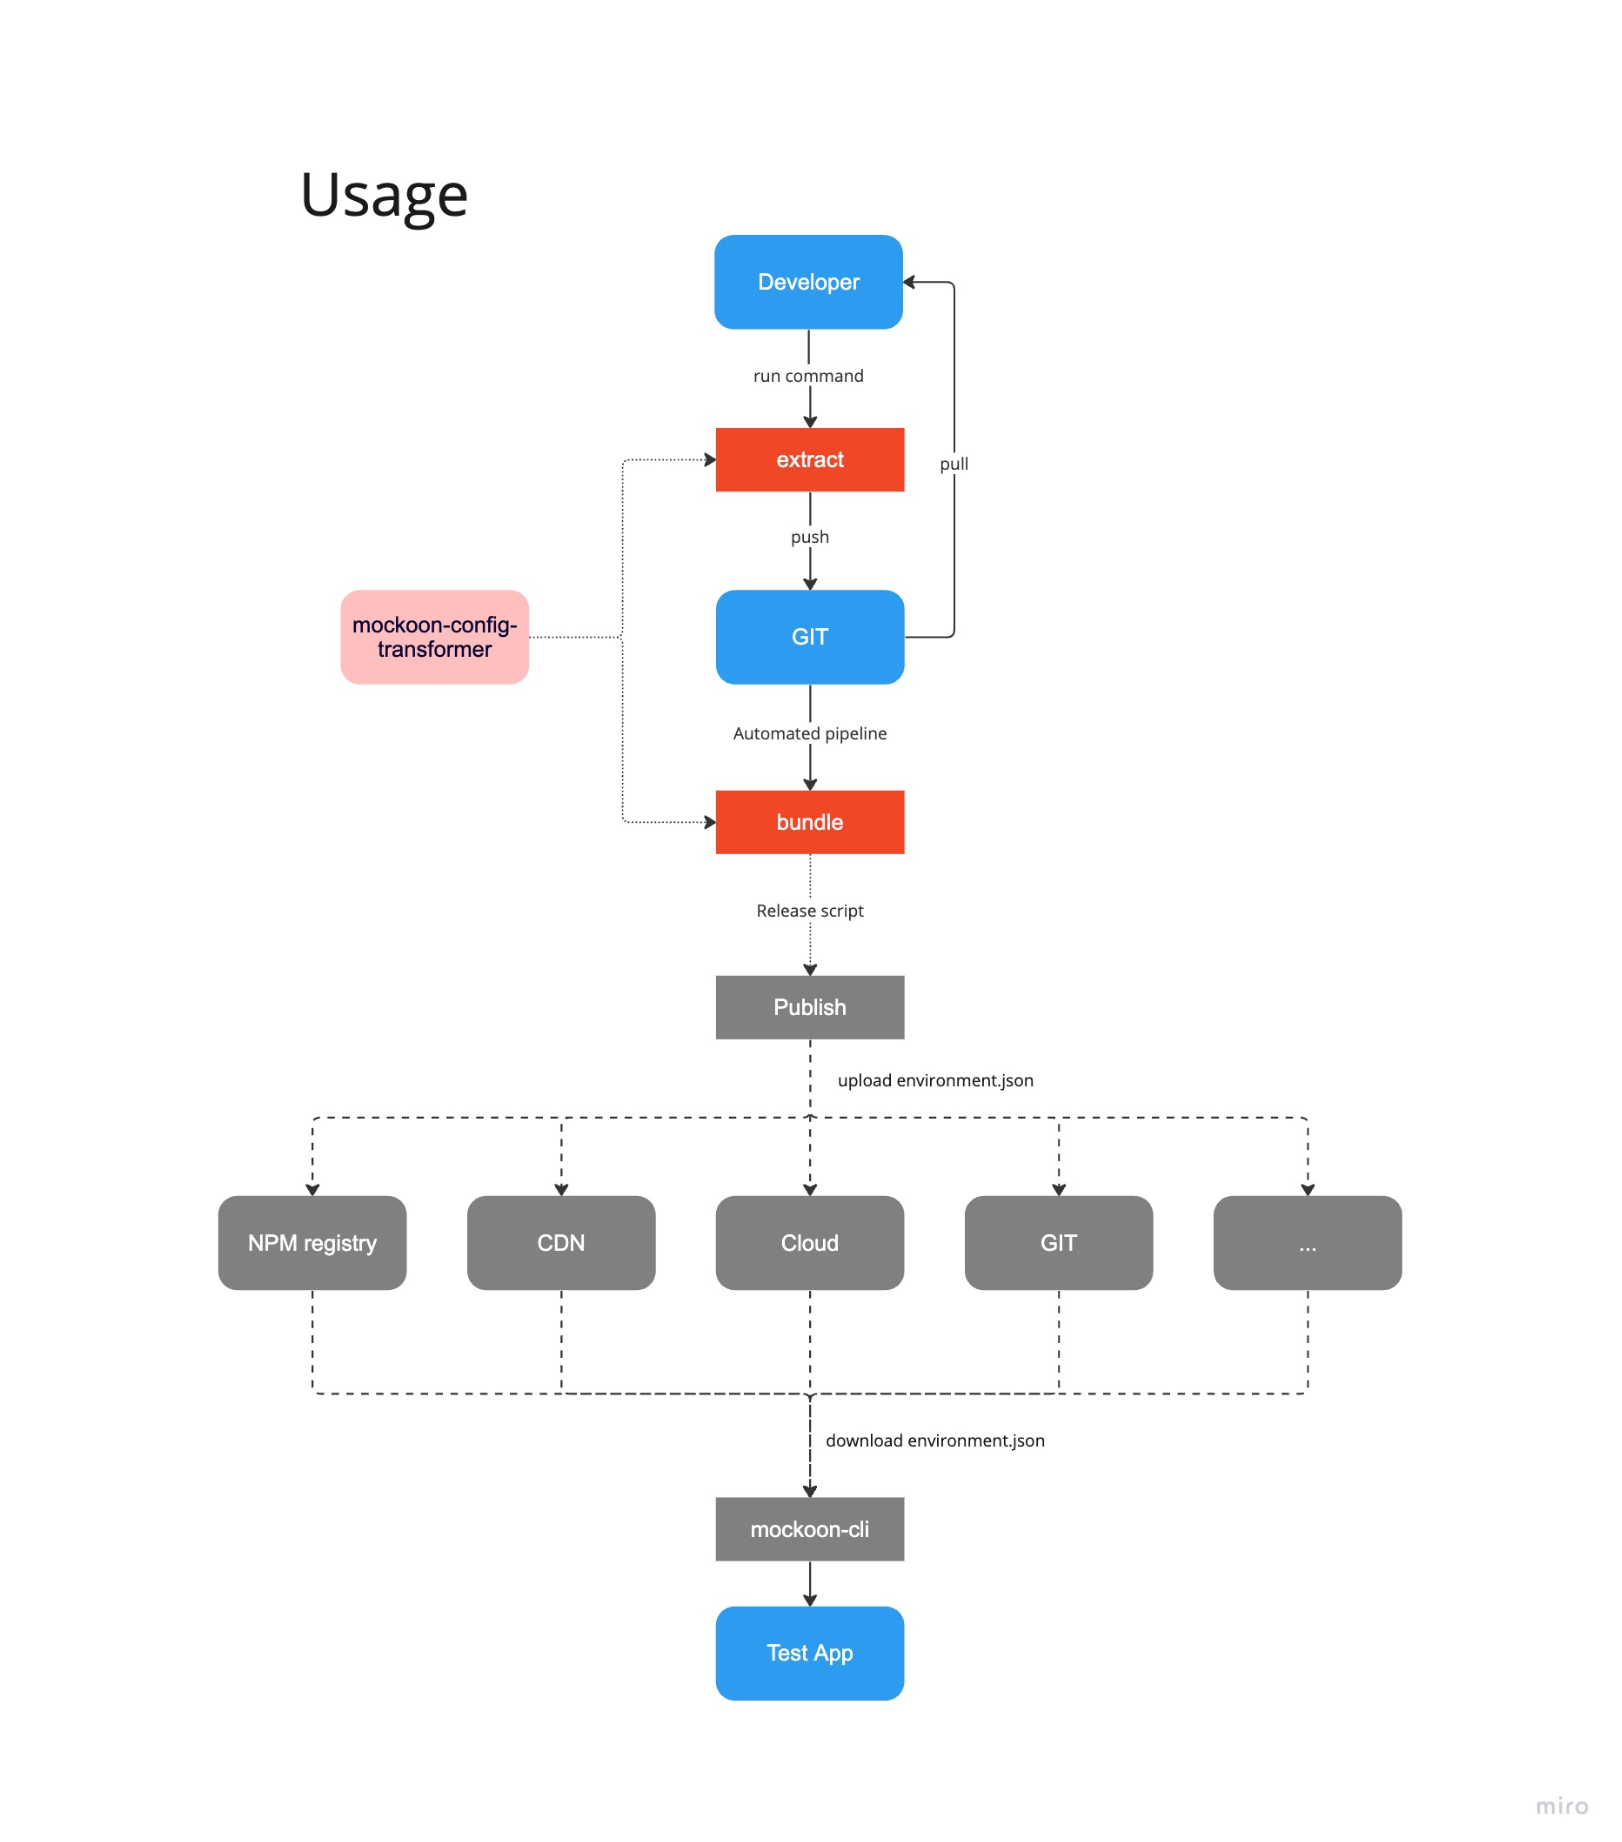 Usage
Developer
run command
extract
pull
push
mockoon-config-
transformer
GIT
Automated pipeline
bundle
Release script
Publish
upload environment.json
NPM registry
CDN
Cloud
GIT
...
download environment.json
mockoon-cli
Test App
miro